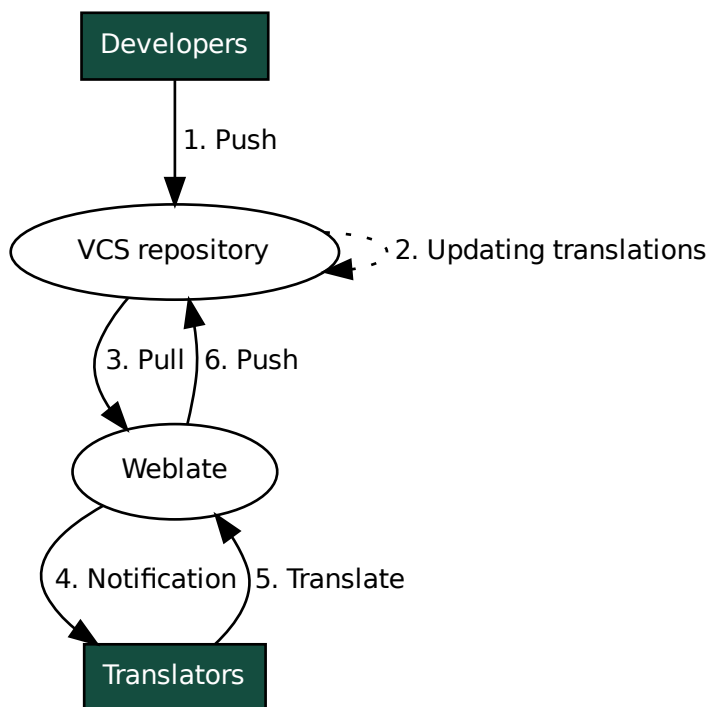 Developers
1. Push
VCS repository
2. Updating translations
3. Pull
6. Push
Weblate
4. Notification
5. Translate
Translators